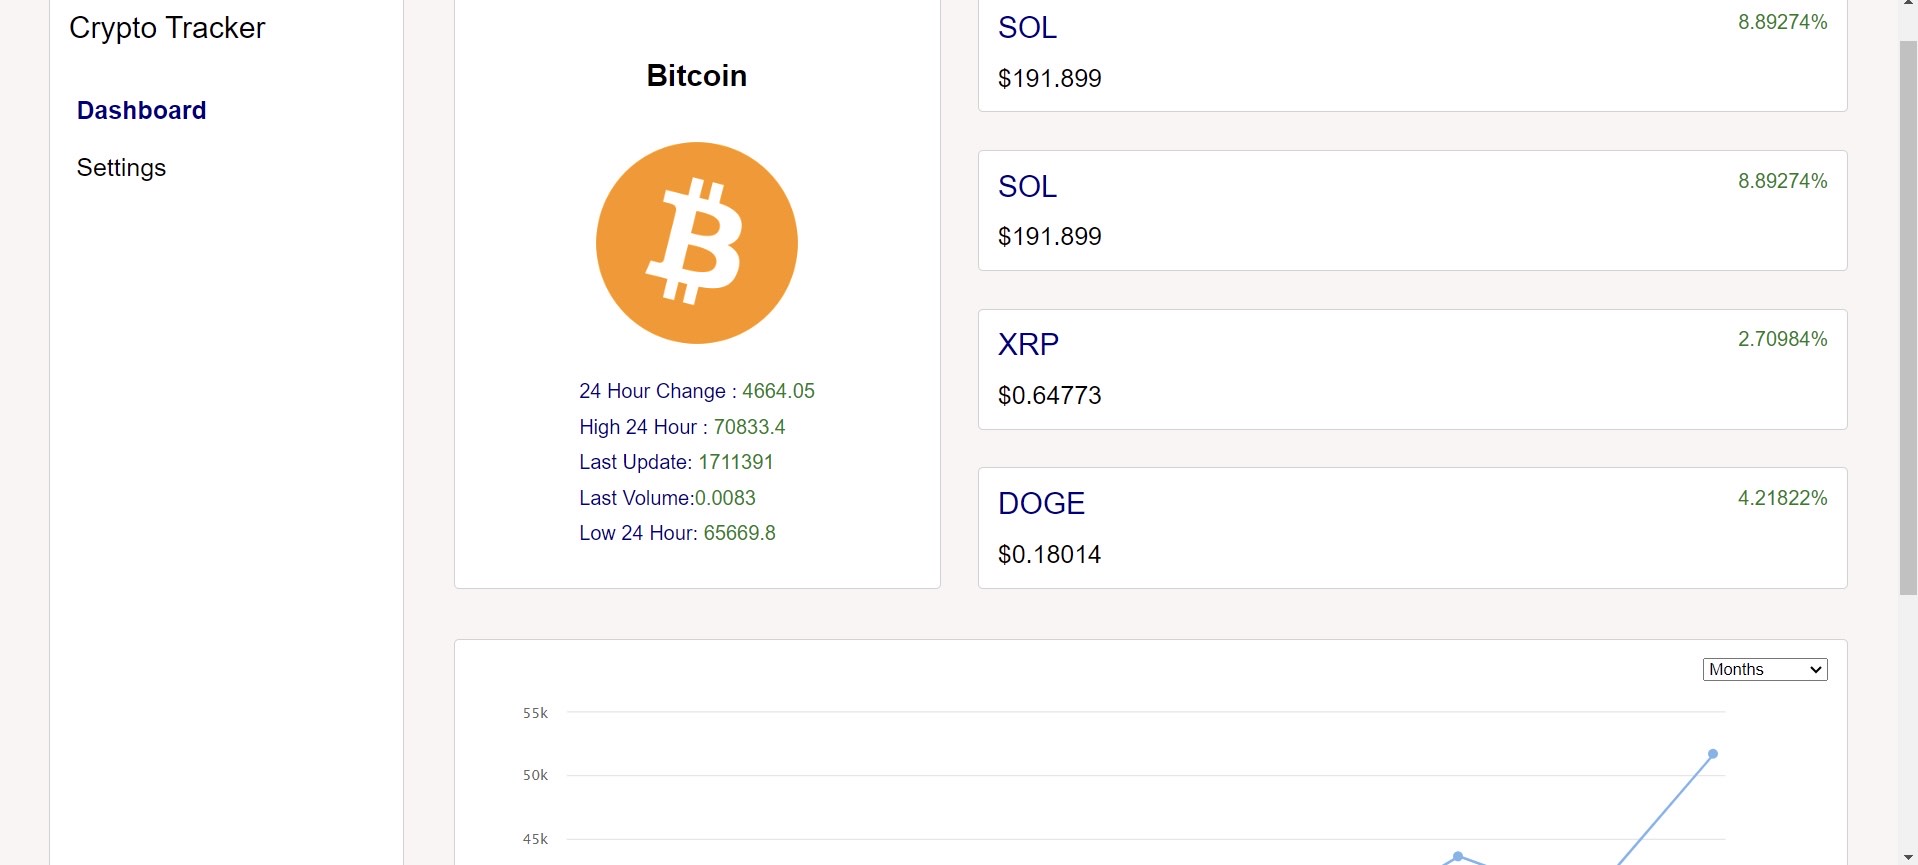 Crypto Tracker
Dashboard
Settings
Bitcoin
24 Hour Change : 4664.05
High 24 Hour : 70833.4
Last Update: 1711391
Last Volume:0.0083
Low 24 Hour: 65669.8
SOL 8.89274%
$191.899
SOL 8.89274%
$191.899
XRP 2.70984%
$0.64773
DOGE 4.21822%
$0.18014
Months
55k
50k
45k